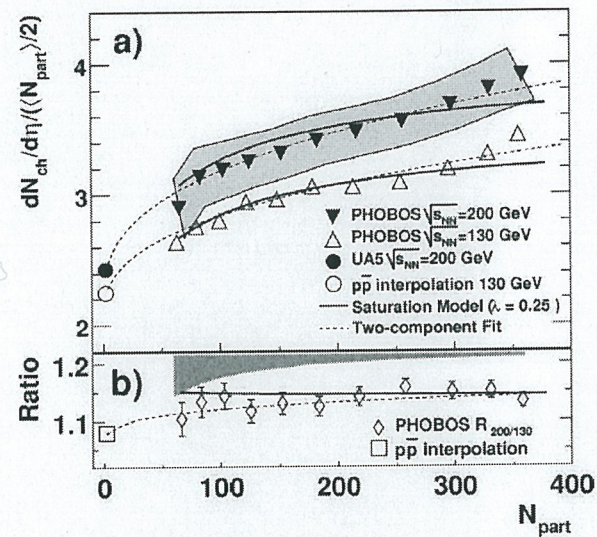 a)
dN_ch/dη/(⟨N_part⟩/2)
4
3
2
▼ PHOBOS √s_NN=200 GeV
△ PHOBOS √s_NN=130 GeV
● UA5 √s_NN=200 GeV
○ pp̅ interpolation 130 GeV
Saturation Model (λ = 0.25 )
Two-component Fit
b)
Ratio
1.2
1.1
◇ PHOBOS R_200/130
□ pp̅ interpolation
0 100 200 300 400
N_part